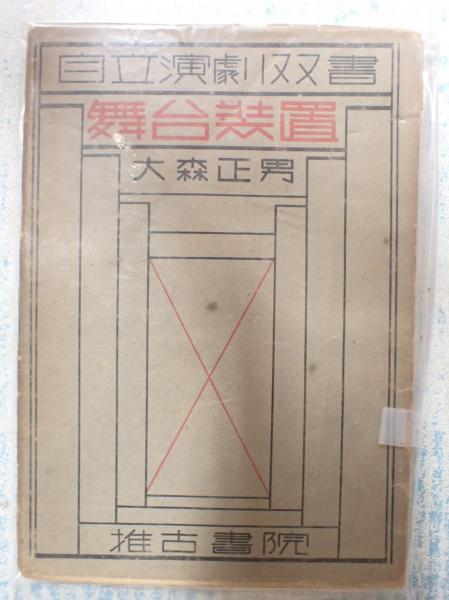 自立演劇双書
舞台装置
大森正男
推古書院